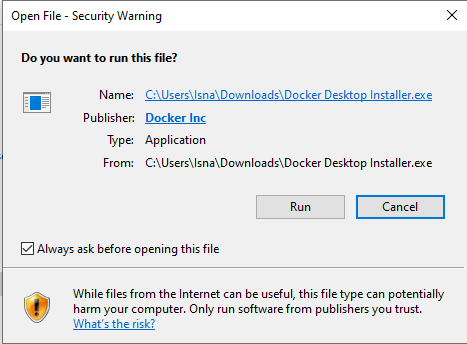 Open File - Security Warning
Do you want to run this file?
Name: C:\Users\Isna\Downloads\Docker Desktop Installer.exe
Publisher: Docker Inc
Type: Application
From: C:\Users\Isna\Downloads\Docker Desktop Installer.exe
Run Cancel
Always ask before opening this file
While files from the Internet can be useful, this file type can potentially
harm your computer. Only run software from publishers you trust.
What's the risk?